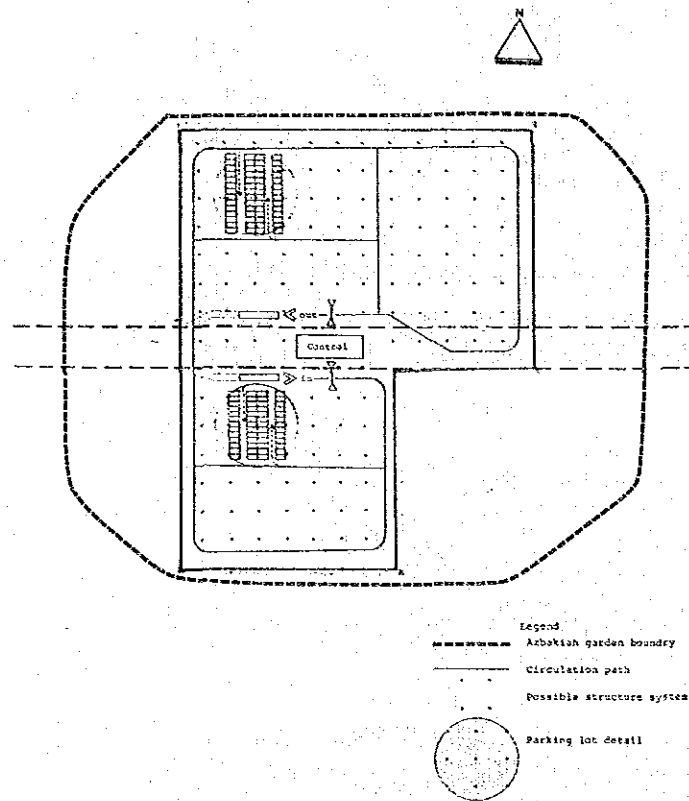 N
out
Control
in
Legend
Azbakiah garden boundry
Circulation path
Possible structure system
Parking lot detail